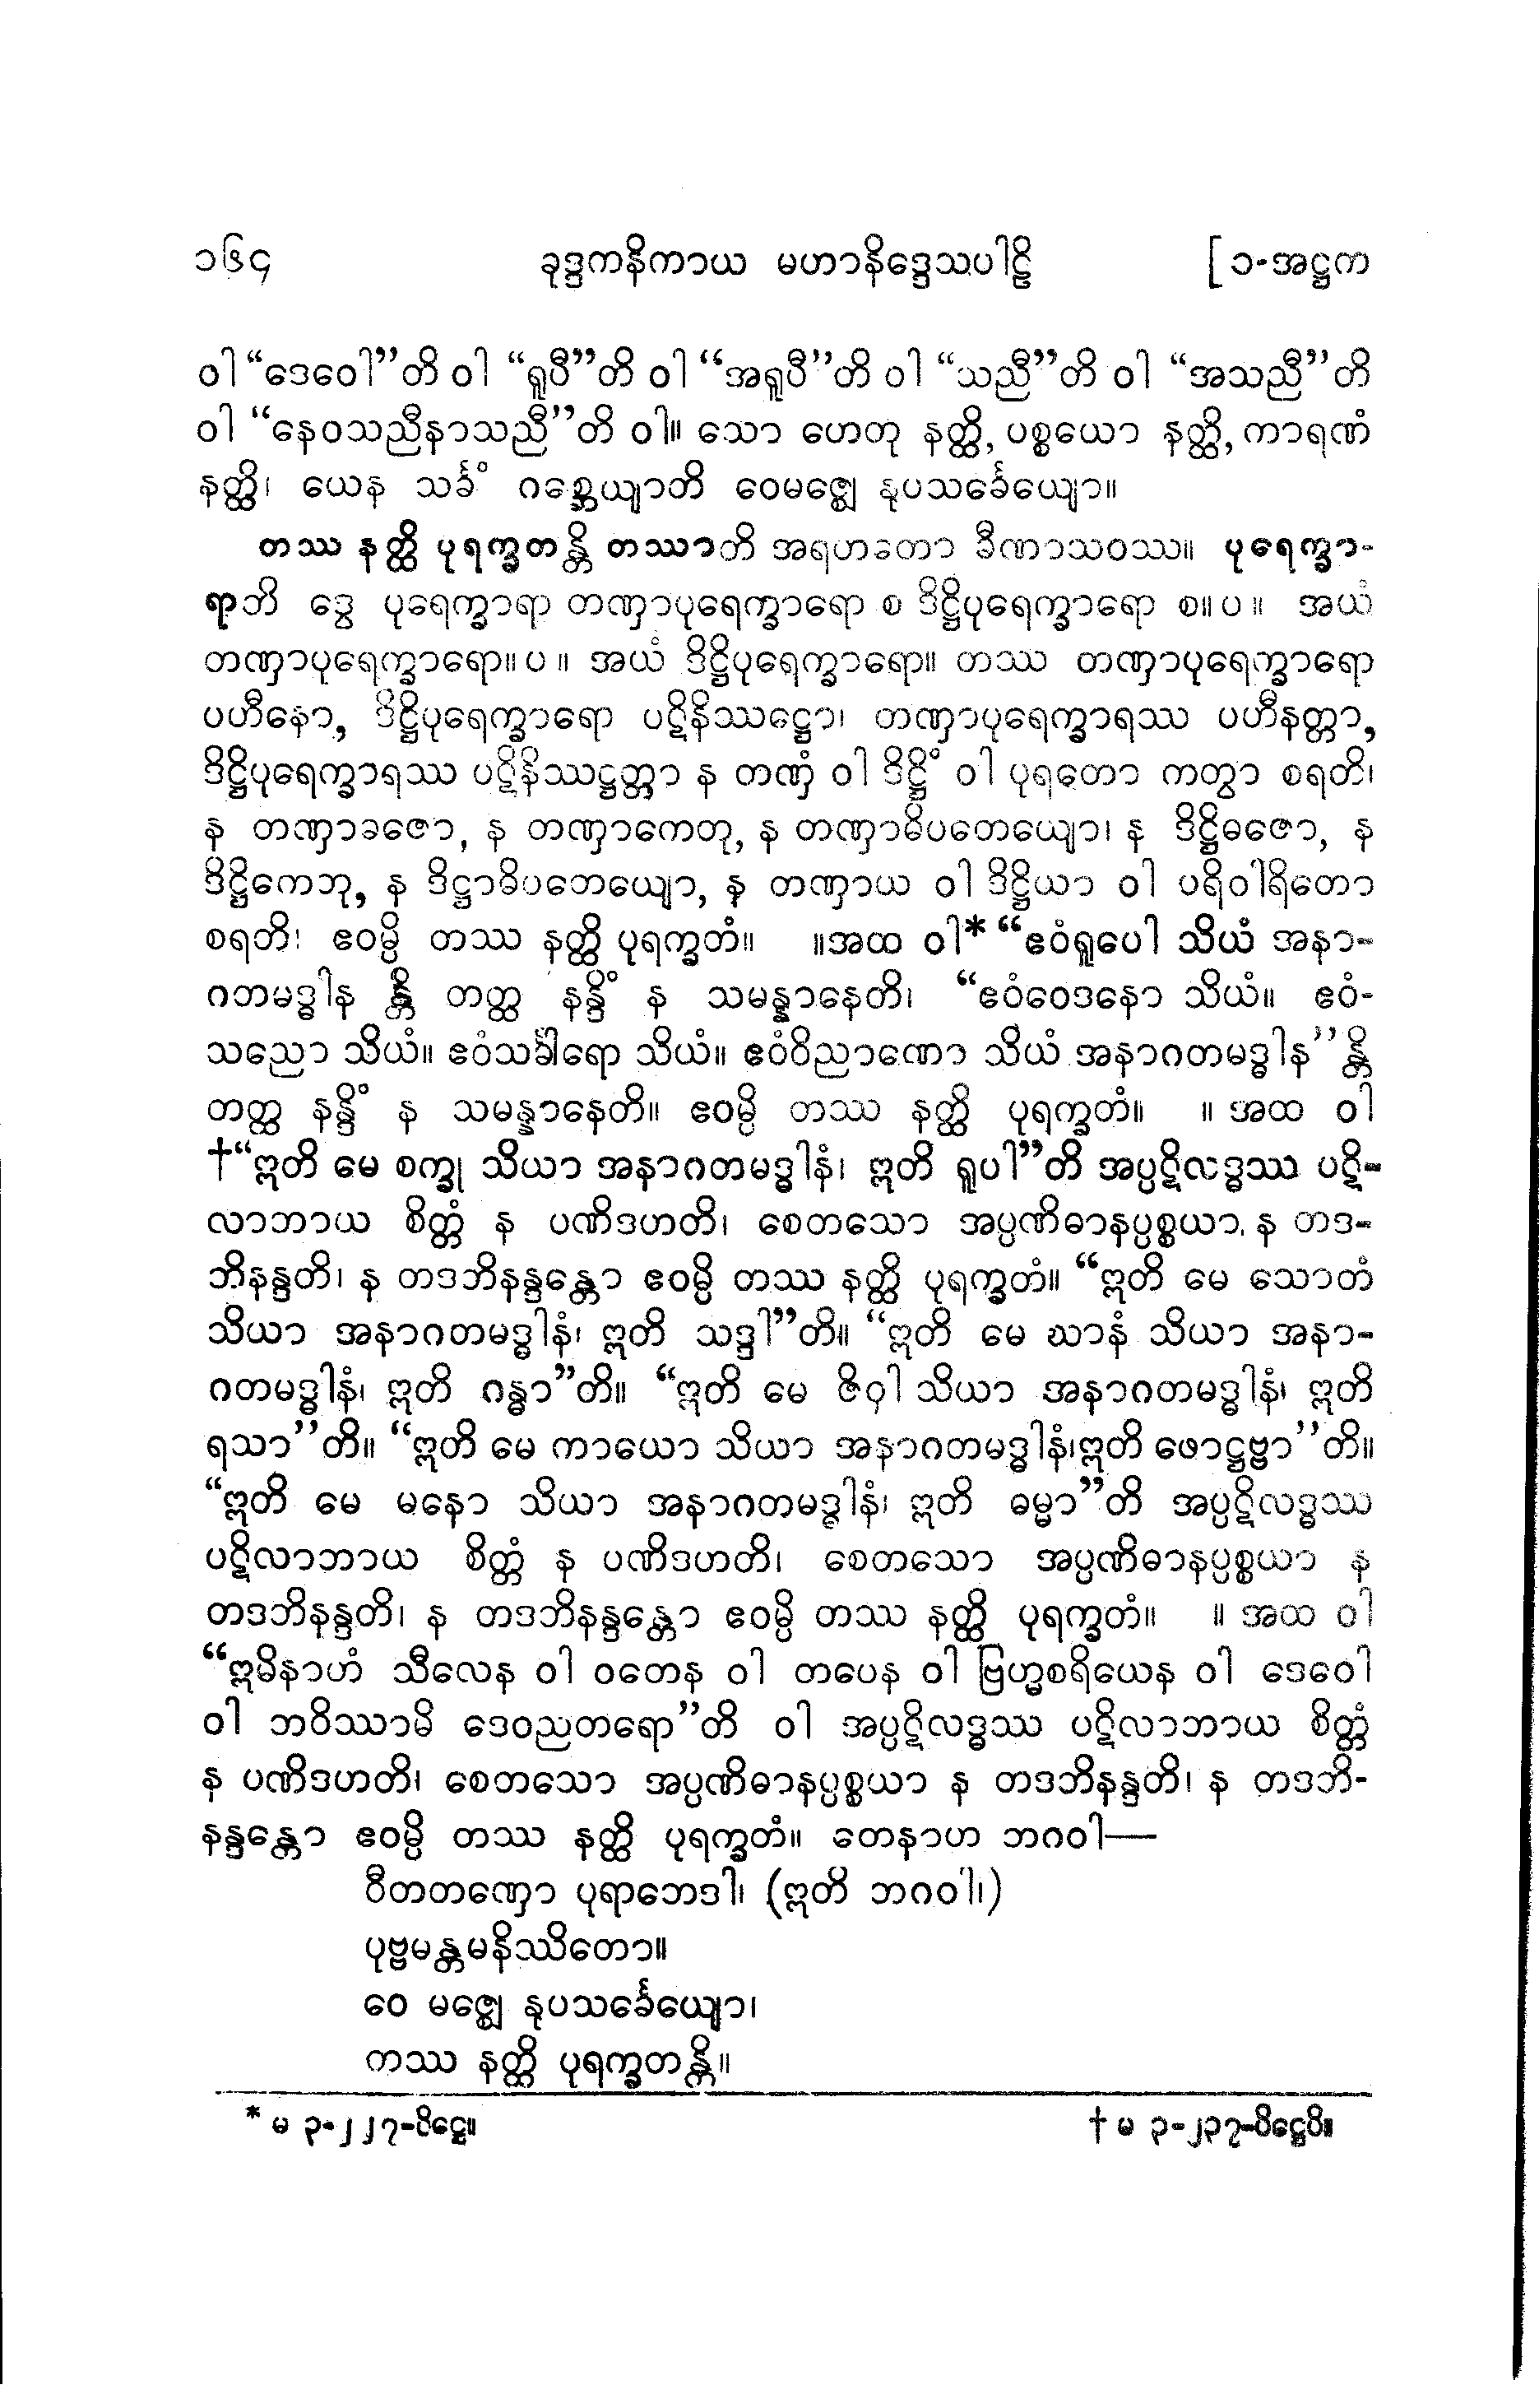 ၁၆၄ ခုဒ္ဒကနိကာယ မဟာနိဒ္ဒေသပါဠိ [ ၁-အဋ္ဌက
ဝါ “ဒေဝေါ”တိ ဝါ “ရူပီ”တိ ဝါ “အရူပီ”တိ ဝါ “သညီ”တိ ဝါ “အသညီ”တိ
ဝါ “နေဝသညီနာသညီ”တိ ဝါ။ သော ဟေတု နတ္ထိ, ပစ္စယော နတ္ထိ, ကာရဏံ
နတ္ထိ၊ ယေန သင်္ခံ ဂစ္ဆေယျာတိ ဝေမဇ္ဈေ နုပသင်္ခေယျော။
တဿ နတ္ထိ ပုရက္ခတန္တိ တဿာတိ အရဟတော ခီဏာသဝဿ။ ပုရေက္ခာ-
ရာတိ ဒွေ ပုရေက္ခာရာ တဏှာပုရေက္ခာရော စ ဒိဋ္ဌိပုရေက္ခာရော စ။ပ။ အယံ
တဏှာပုရေက္ခာရော။ပ။ အယံ ဒိဋ္ဌိပုရေက္ခာရော။ တဿ တဏှာပုရေက္ခာရော
ပဟီနော, ဒိဋ္ဌိပုရေက္ခာရော ပဋိနိဿဋ္ဌော၊ တဏှာပုရေက္ခာရဿ ပဟီနတ္တာ,
ဒိဋ္ဌိပုရေက္ခာရဿ ပဋိနိဿဋ္ဌတ္တာ န တဏှံ ဝါ ဒိဋ္ဌိံ ဝါ ပုရတော ကတွာ စရတိ၊
န တဏှာဓဇော, န တဏှာကေတု, န တဏှာဓိပတေယျော၊ န ဒိဋ္ဌိဓဇော, န
ဒိဋ္ဌိကေတု, န ဒိဋ္ဌာဓိပတေယျော, န တဏှာယ ဝါ ဒိဋ္ဌိယာ ဝါ ပရိဝါရိတော
စရတိ၊ ဧဝမ္ပိ တဿ နတ္ထိ ပုရက္ခတံ။ ။အထ ဝါ* “ဧဝံရူပေါ သိယံ အနာ-
ဂတမဒ္ဓါန န္တိ တတ္ထ နန္ဒိံ န သမန္နာနေတိ၊ “ဧဝံဝေဒနော သိယံ။ ဧဝံ-
သညော သိယံ။ ဧဝံသင်္ခါရော သိယံ။ ဧဝံဝိညာဏော သိယံ အနာဂတမဒ္ဓါန”န္တိ
တတ္ထ နန္ဒိံ န သမန္နာနေတိ။ ဧဝမ္ပိ တဿ နတ္ထိ ပုရက္ခတံ။ ။ အထ ဝါ
†“ဣတိ မေ စက္ခု သိယာ အနာဂတမဒ္ဓါနံ၊ ဣတိ ရူပါ”တိ အပ္ပဋိလဒ္ဓဿ ပဋိ-
လာဘာယ စိတ္တံ န ပဏိဒဟတိ၊ စေတသော အပ္ပဏိဓာနပ္ပစ္စယာ န တဒ-
ဘိနန္ဒတိ၊ န တဒဘိနန္ဒန္တော ဧဝမ္ပိ တဿ နတ္ထိ ပုရက္ခတံ။ “ဣတိ မေ သောတံ
သိယာ အနာဂတမဒ္ဓါနံ၊ ဣတိ သဒ္ဒါ”တိ။ “ဣတိ မေ ဃာနံ သိယာ အနာ-
ဂတမဒ္ဓါနံ၊ ဣတိ ဂန္ဓာ”တိ။ “ဣတိ မေ ဇိဝှါ သိယာ အနာဂတမဒ္ဓါနံ၊ ဣတိ
ရသာ”တိ။ “ဣတိ မေ ကာယော သိယာ အနာဂတမဒ္ဓါနံ၊ဣတိ ဖောဋ္ဌဗ္ဗာ”တိ။
“ဣတိ မေ မနော သိယာ အနာဂတမဒ္ဓါနံ၊ ဣတိ ဓမ္မာ”တိ အပ္ပဋိလဒ္ဓဿ
ပဋိလာဘာယ စိတ္တံ န ပဏိဒဟတိ၊ စေတသော အပ္ပဏိဓာနပ္ပစ္စယာ န
တဒဘိနန္ဒတိ၊ န တဒဘိနန္ဒန္တော ဧဝမ္ပိ တဿ နတ္ထိ ပုရက္ခတံ။ ။ အထ ဝါ
“ဣမိနာဟံ သီလေန ဝါ ဝတေန ဝါ တပေန ဝါ ဗြဟ္မစရိယေန ဝါ ဒေဝေါ
ဝါ ဘဝိဿာမိ ဒေဝညတရော”တိ ဝါ အပ္ပဋိလဒ္ဓဿ ပဋိလာဘာယ စိတ္တံ
န ပဏိဒဟတိ၊ စေတသော အပ္ပဏိဓာနပ္ပစ္စယာ န တဒဘိနန္ဒတိ၊ န တဒဘိ-
နန္ဒန္တော ဧဝမ္ပိ တဿ နတ္ထိ ပုရက္ခတံ။ တေနာဟ ဘဂဝါ—
ဝီတတဏှော ပုရာဘေဒါ၊ (ဣတိ ဘဂဝါ၊)
ပုဗ္ဗမန္တမနိဿိတော။
ဝေ မဇ္ဈေ နုပသင်္ခေယျော၊
တဿ နတ္ထိ ပုရက္ခတန္တိ။
* မ ၃-၂၂၇-ပိဋ္ဌေ။ † မ ၃-၂၃၇-ပိဋ္ဌေပိ။